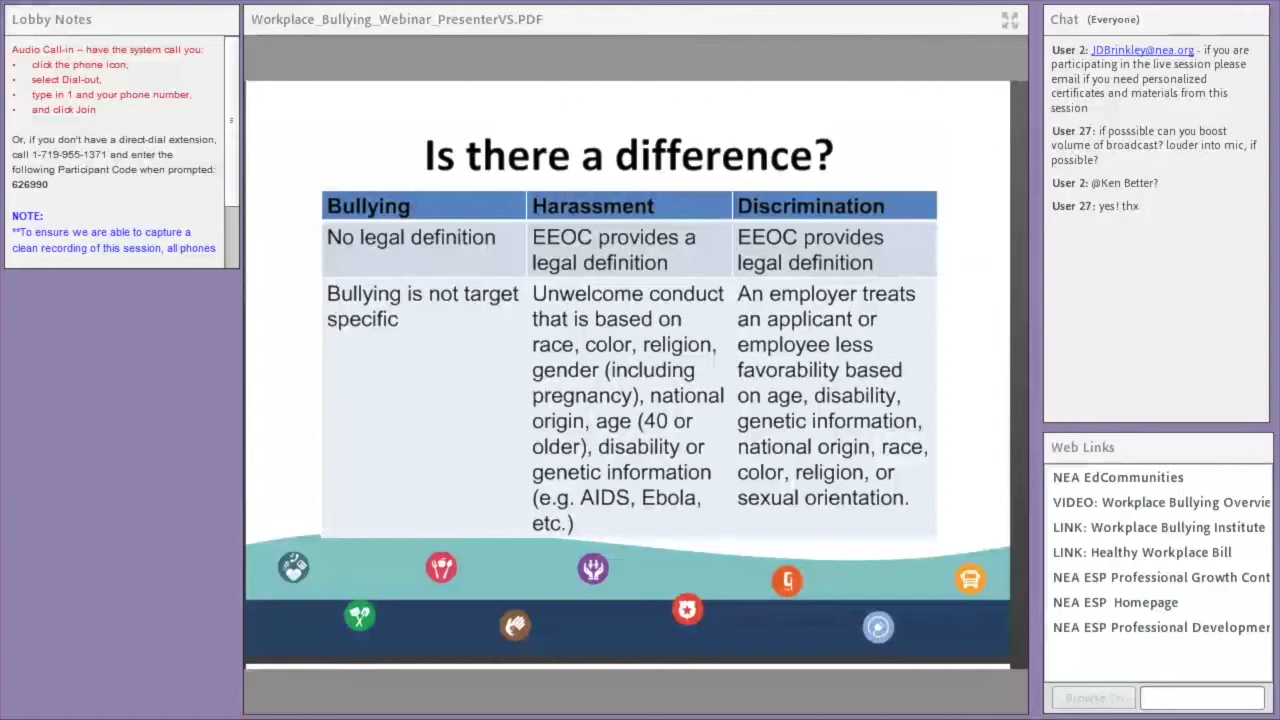 Lobby Notes
Audio Call-in -- have the system call you:
• click the phone icon,
• select Dial-out,
• type in 1 and your phone number,
• and click Join
Or, if you don't have a direct-dial extension,
call 1-719-955-1371 and enter the
following Participant Code when prompted:
626990
NOTE:
**To ensure we are able to capture a
clean recording of this session, all phones
Workplace_Bullying_Webinar_PresenterVS.PDF
Is there a difference?
Bullying
Harassment
Discrimination
No legal definition
EEOC provides a
legal definition
EEOC provides
legal definition
Bullying is not target
specific
Unwelcome conduct
that is based on
race, color, religion,
gender (including
pregnancy), national
origin, age (40 or
older), disability or
genetic information
(e.g. AIDS, Ebola,
etc.)
An employer treats
an applicant or
employee less
favorability based
on age, disability,
genetic information,
national origin, race,
color, religion, or
sexual orientation.
Chat (Everyone)
User 2: JDBrinkley@nea.org - if you are
participating in the live session please
email if you need personalized
certificates and materials from this
session
User 27: if posssible can you boost
volume of broadcast? louder into mic, if
possible?
User 2: @Ken Better?
User 27: yes! thx
Web Links
NEA EdCommunities
VIDEO: Workplace Bullying Overvie
LINK: Workplace Bullying Institute
LINK: Healthy Workplace Bill
NEA ESP Professional Growth Cont
NEA ESP Homepage
NEA ESP Professional Developmen
Browse To